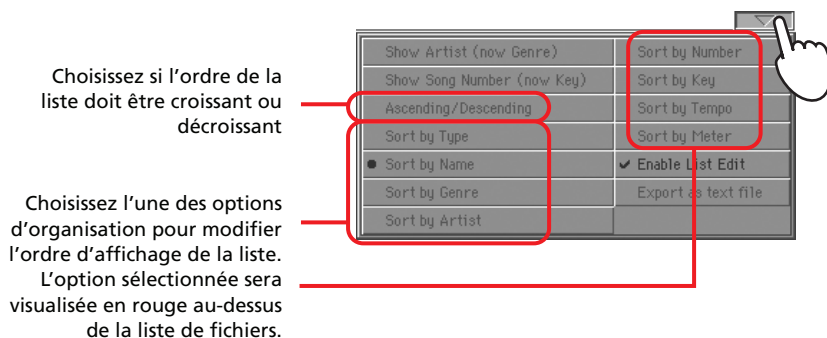 Choisissez si l'ordre de la
liste doit être croissant ou
décroissant
Choisissez l'une des options
d'organisation pour modifier
l'ordre d'affichage de la liste.
L'option sélectionnée sera
visualisée en rouge au-dessus
de la liste de fichiers.
Show Artist (now Genre)
Show Song Number (now Key)
Ascending/Descending
Sort by Type
Sort by Name
Sort by Genre
Sort by Artist
Sort by Number
Sort by Key
Sort by Tempo
Sort by Meter
Enable List Edit
Export as text file